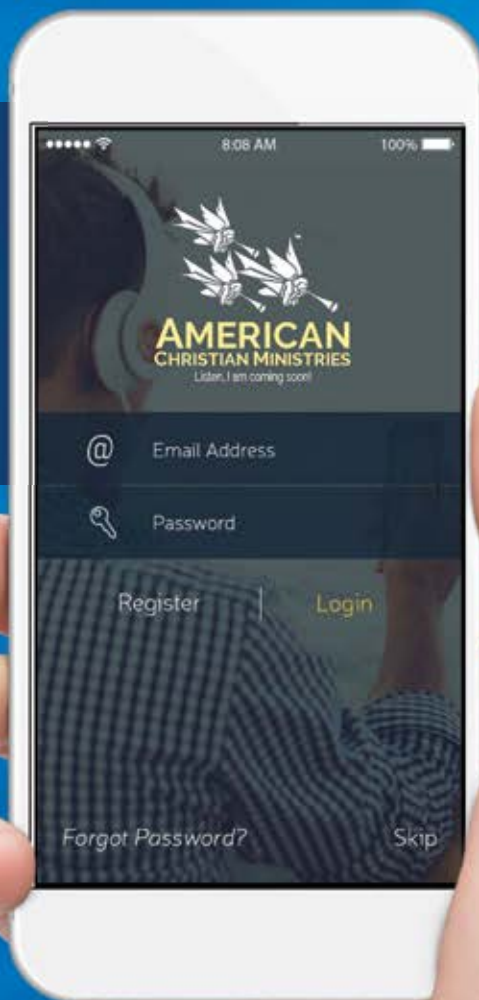 8:08 AM 100%
AMERICAN
CHRISTIAN MINISTRIES
Listen, I am coming soon!
@ Email Address
Password
Register | Login
Forgot Password? Skip